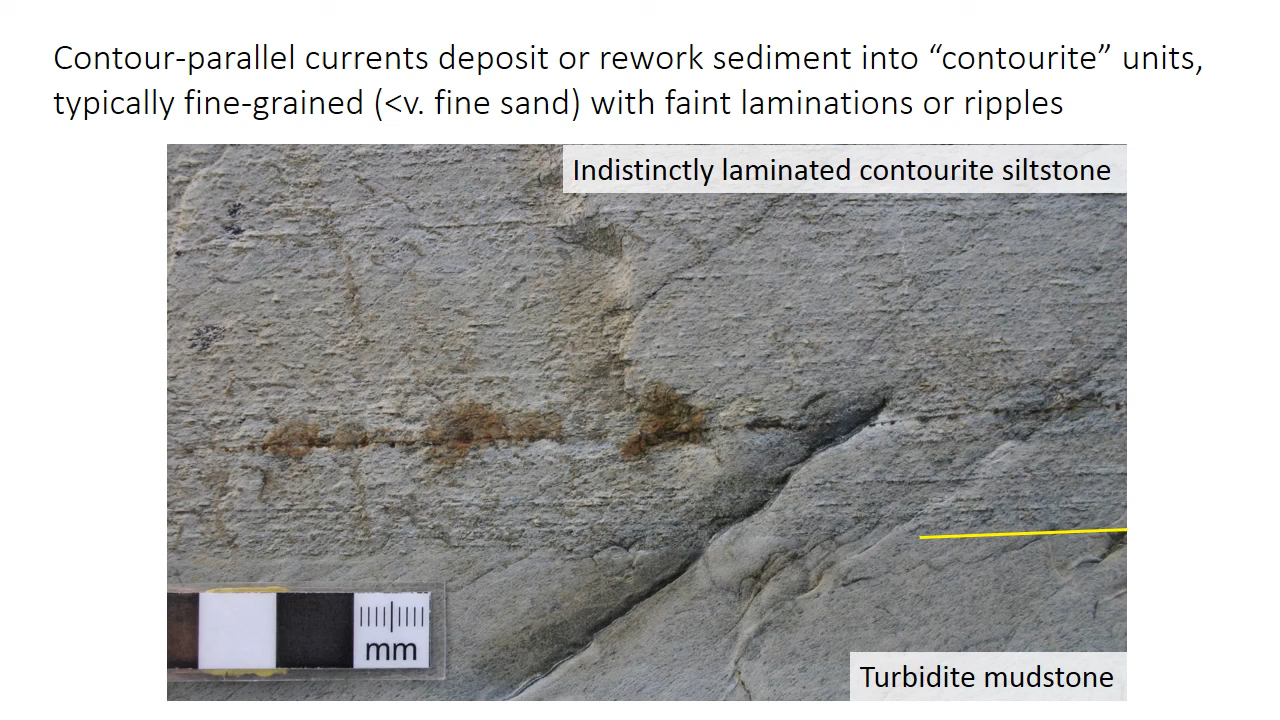 Contour-parallel currents deposit or rework sediment into “contourite” units,
typically fine-grained (<v. fine sand) with faint laminations or ripples
Indistinctly laminated contourite siltstone
mm
Turbidite mudstone